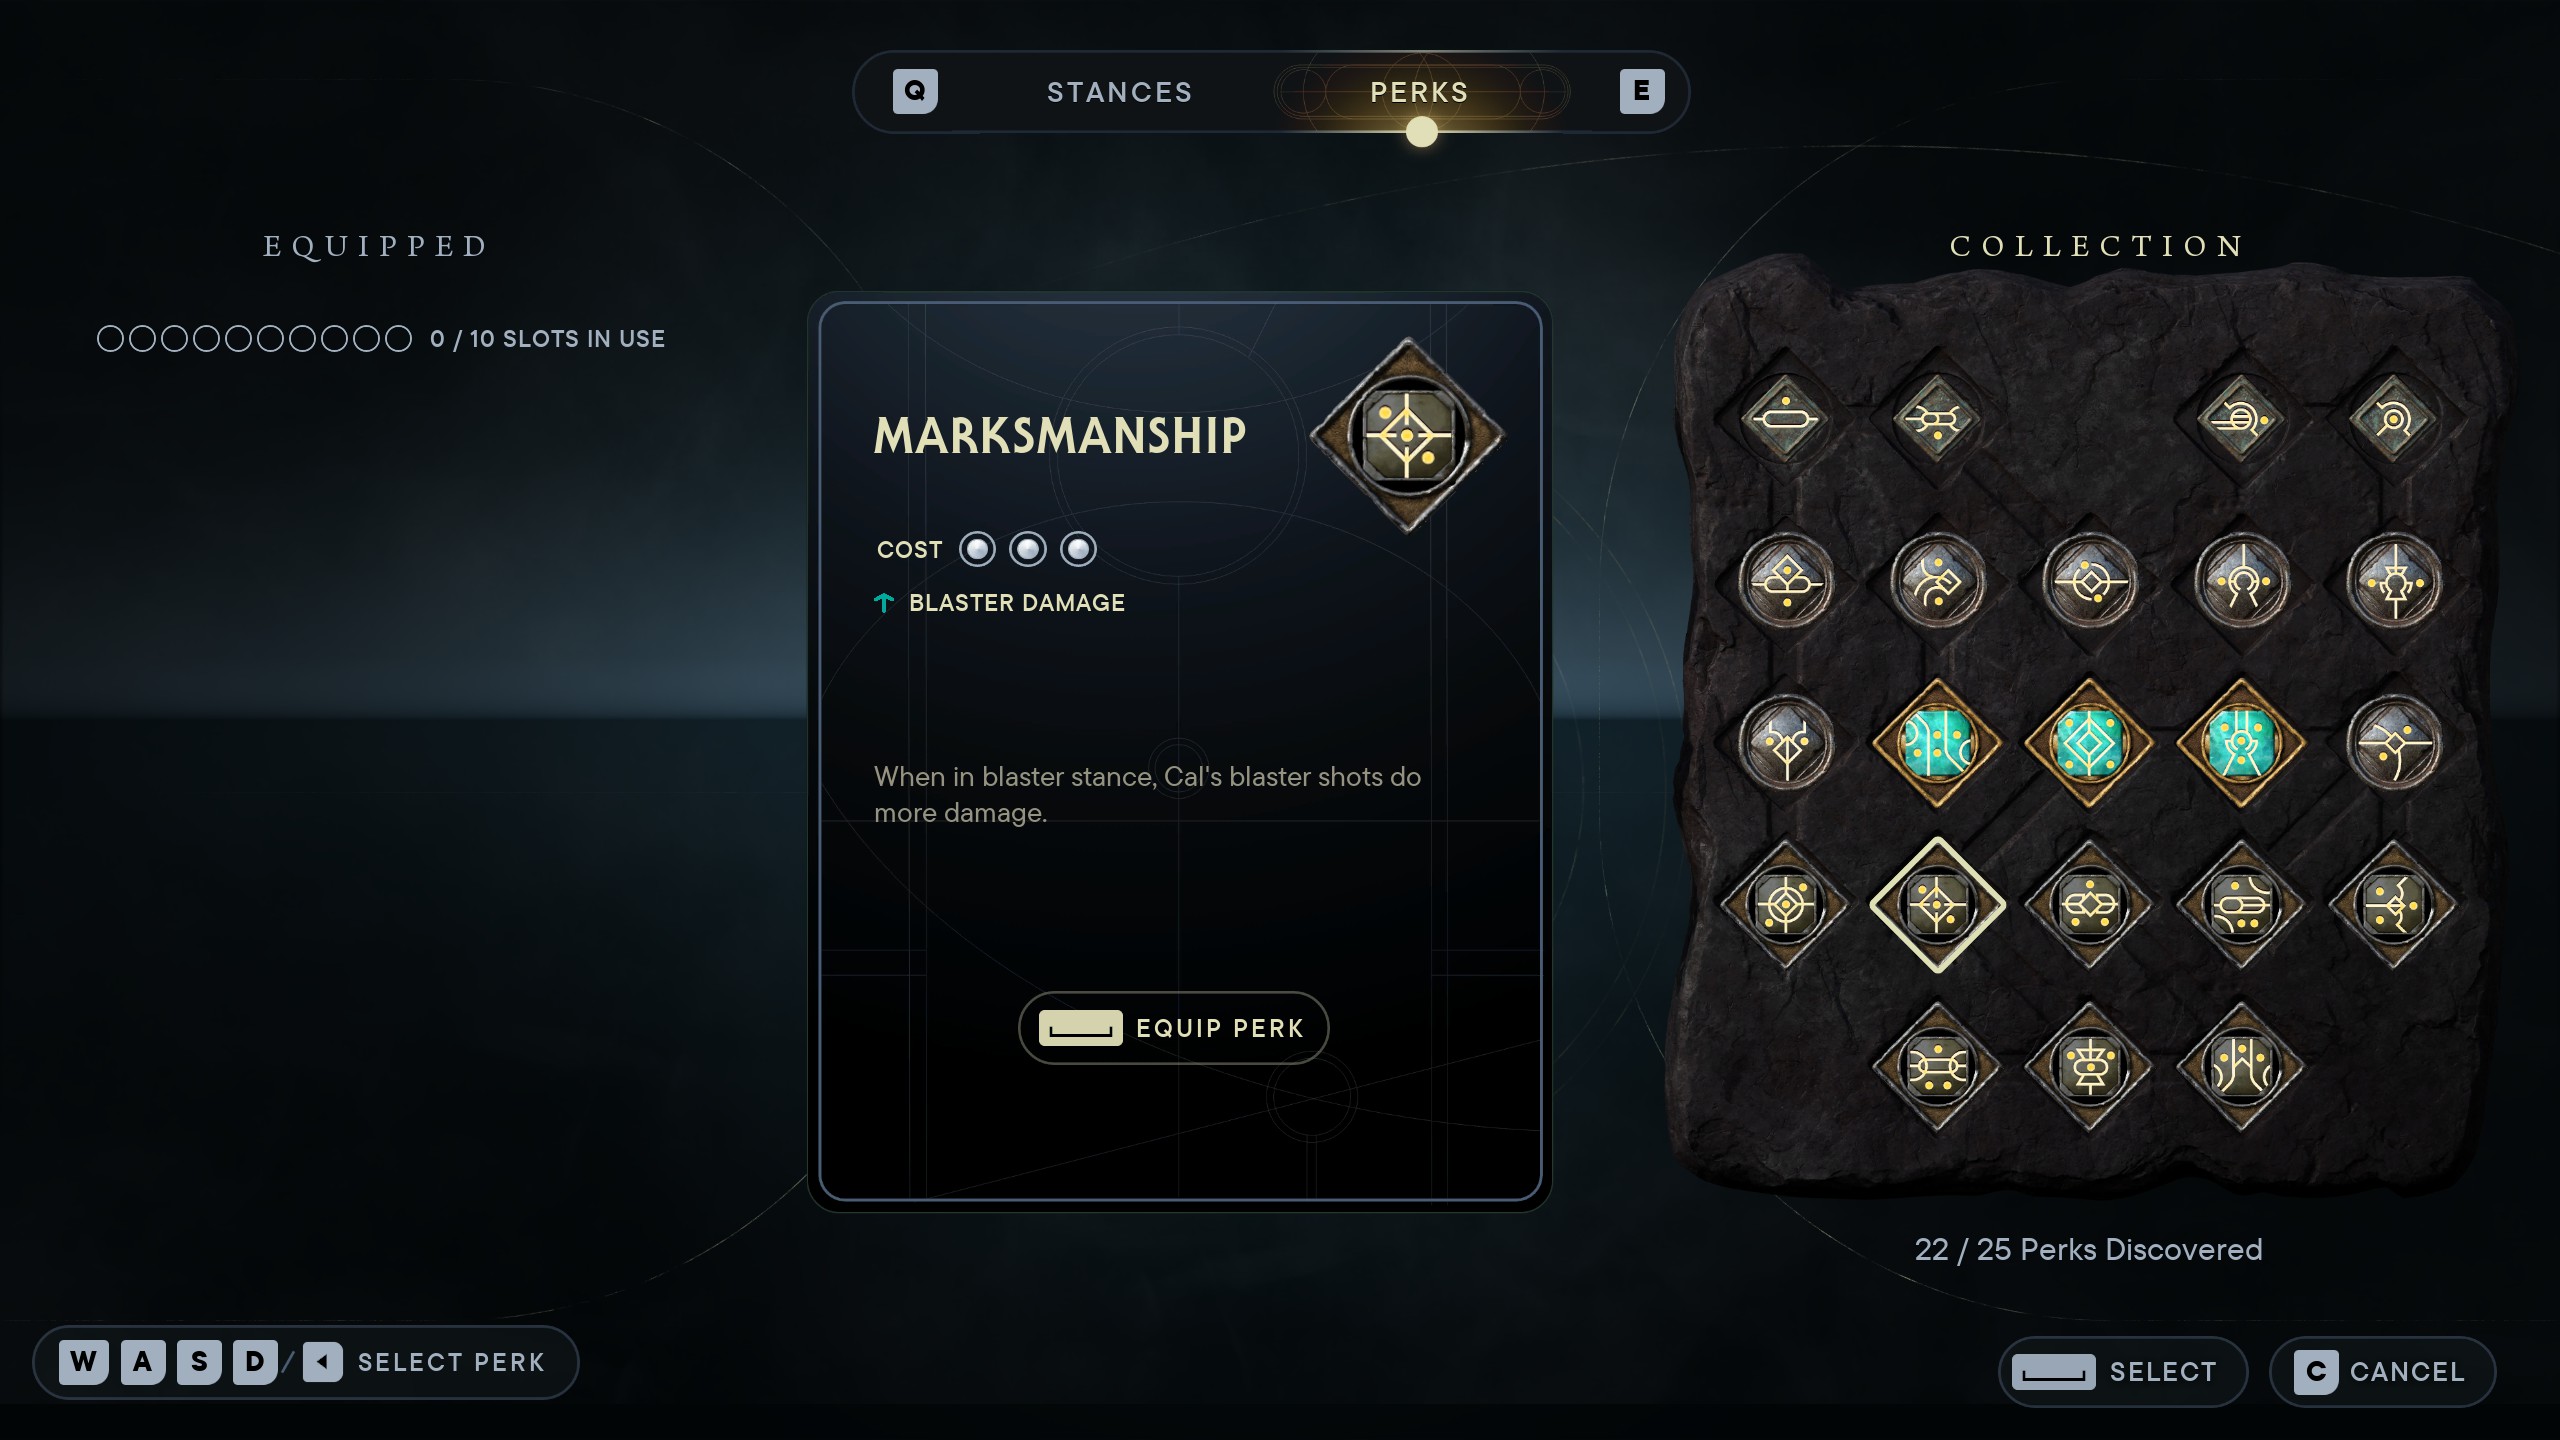 Q STANCES PERKS E
EQUIPPED
0 / 10 SLOTS IN USE
MARKSMANSHIP
COST
BLASTER DAMAGE
When in blaster stance, Cal's blaster shots do
more damage.
EQUIP PERK
COLLECTION
22 / 25 Perks Discovered
W A S D / SELECT PERK
SELECT
C CANCEL